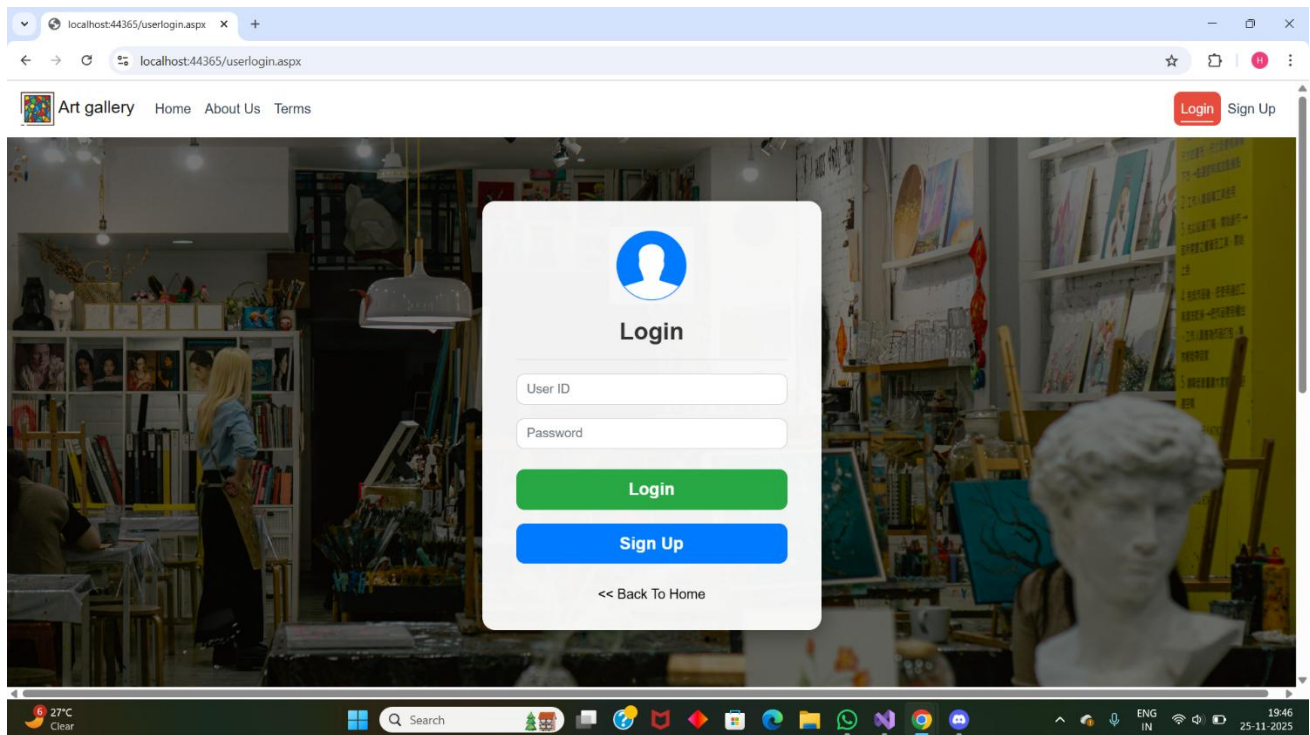 localhost:44365/userlogin.aspx
localhost:44365/userlogin.aspx
H
Art gallery Home About Us Terms Login Sign Up
Login
User ID
Password
Login
Sign Up
<< Back To Home
6
27°C
Clear
Search
ENG
IN
19:46
25-11-2025